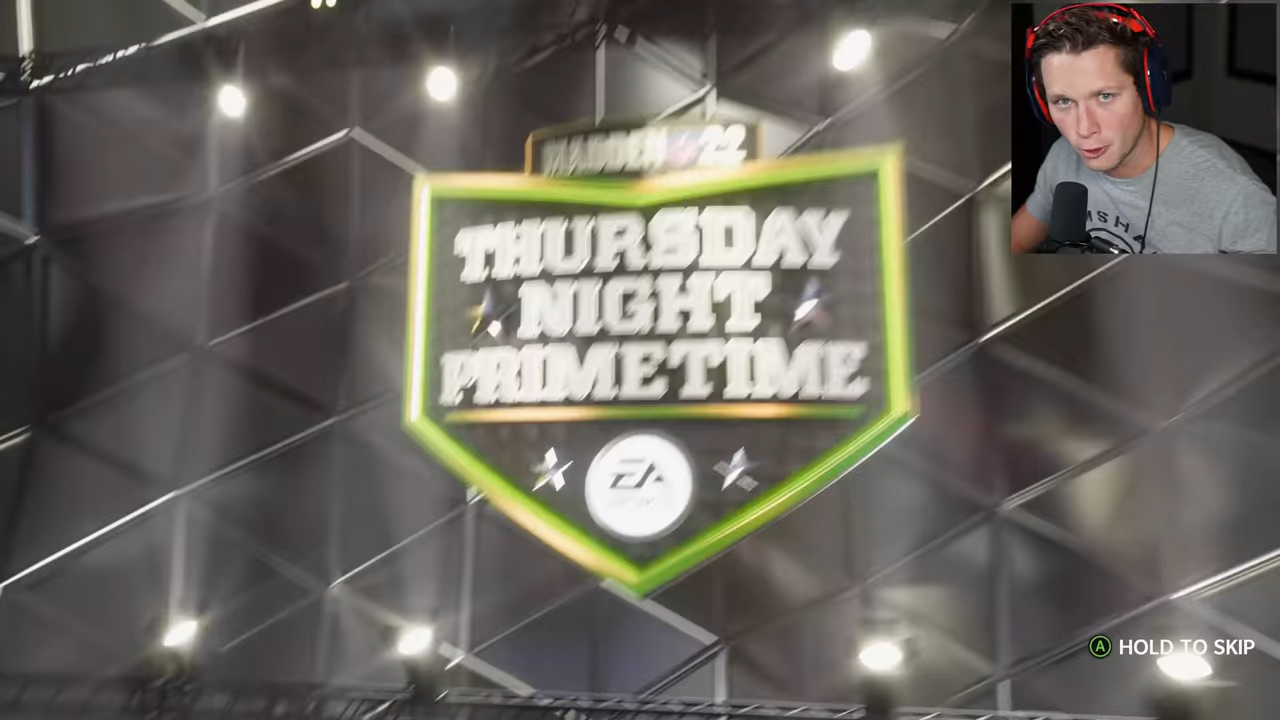 MADDEN 22
THURSDAY
NIGHT
PRIMETIME
EA
A HOLD TO SKIP